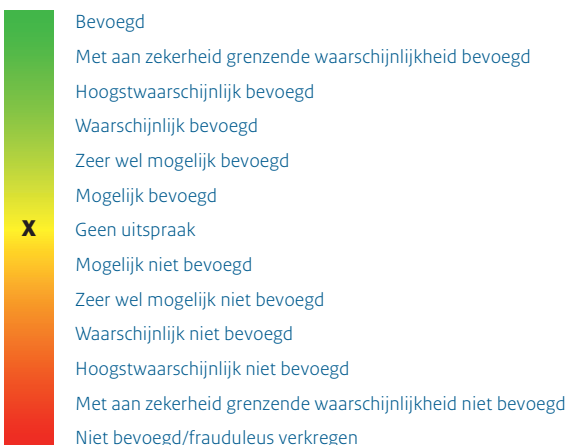 Bevoegd
Met aan zekerheid grenzende waarschijnlijkheid bevoegd
Hoogstwaarschijnlijk bevoegd
Waarschijnlijk bevoegd
Zeer wel mogelijk bevoegd
Mogelijk bevoegd
X Geen uitspraak
Mogelijk niet bevoegd
Zeer wel mogelijk niet bevoegd
Waarschijnlijk niet bevoegd
Hoogstwaarschijnlijk niet bevoegd
Met aan zekerheid grenzende waarschijnlijkheid niet bevoegd
Niet bevoegd/frauduleus verkregen